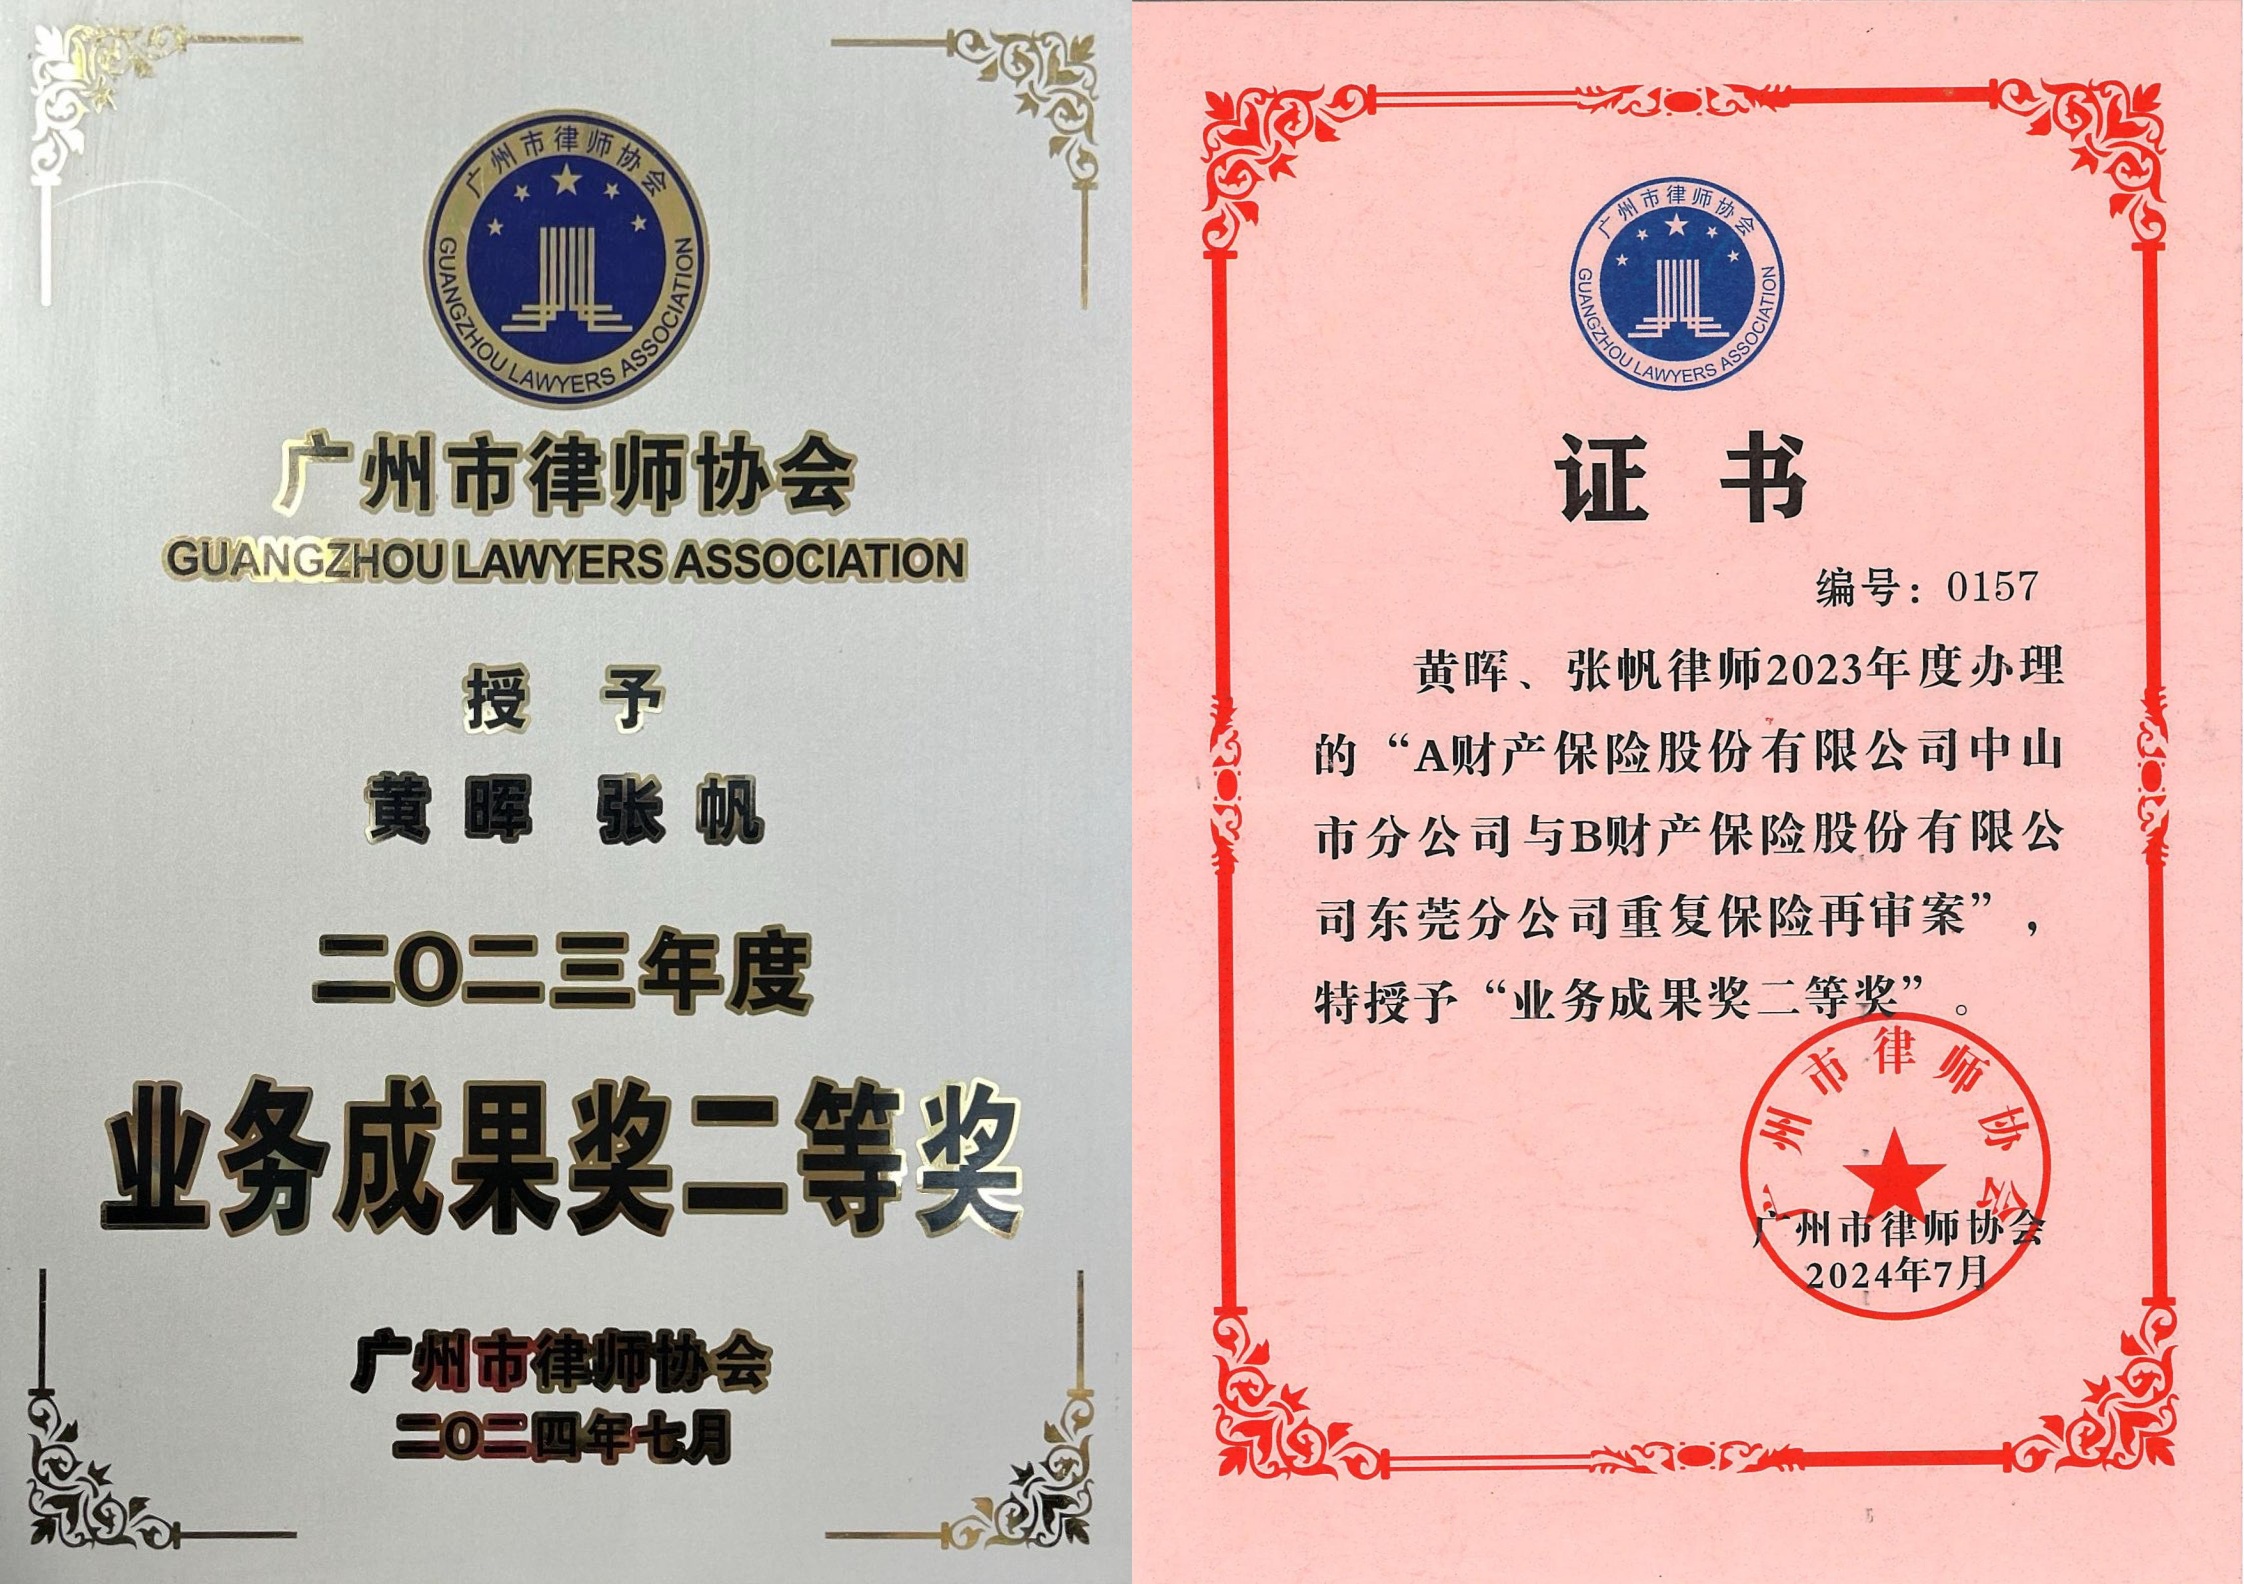 广州市律师协会
GUANGZHOU LAWYERS ASSOCIATION
广州市律师协会
GUANGZHOU LAWYERS ASSOCIATION
授 予
黄 晖 张 帆
二〇二三年度
业务成果奖二等奖
广州市律师协会
二〇二四年七月
广州市律师协会
GUANGZHOU LAWYERS ASSOCIATION
证 书
编号：0157
黄晖、张帆律师2023年度办理
的“A财产保险股份有限公司中山
市分公司与B财产保险股份有限公
司东莞分公司重复保险再审案”，
特授予“业务成果奖二等奖”。
广州市律师协会
广州市律师协会
2024年7月